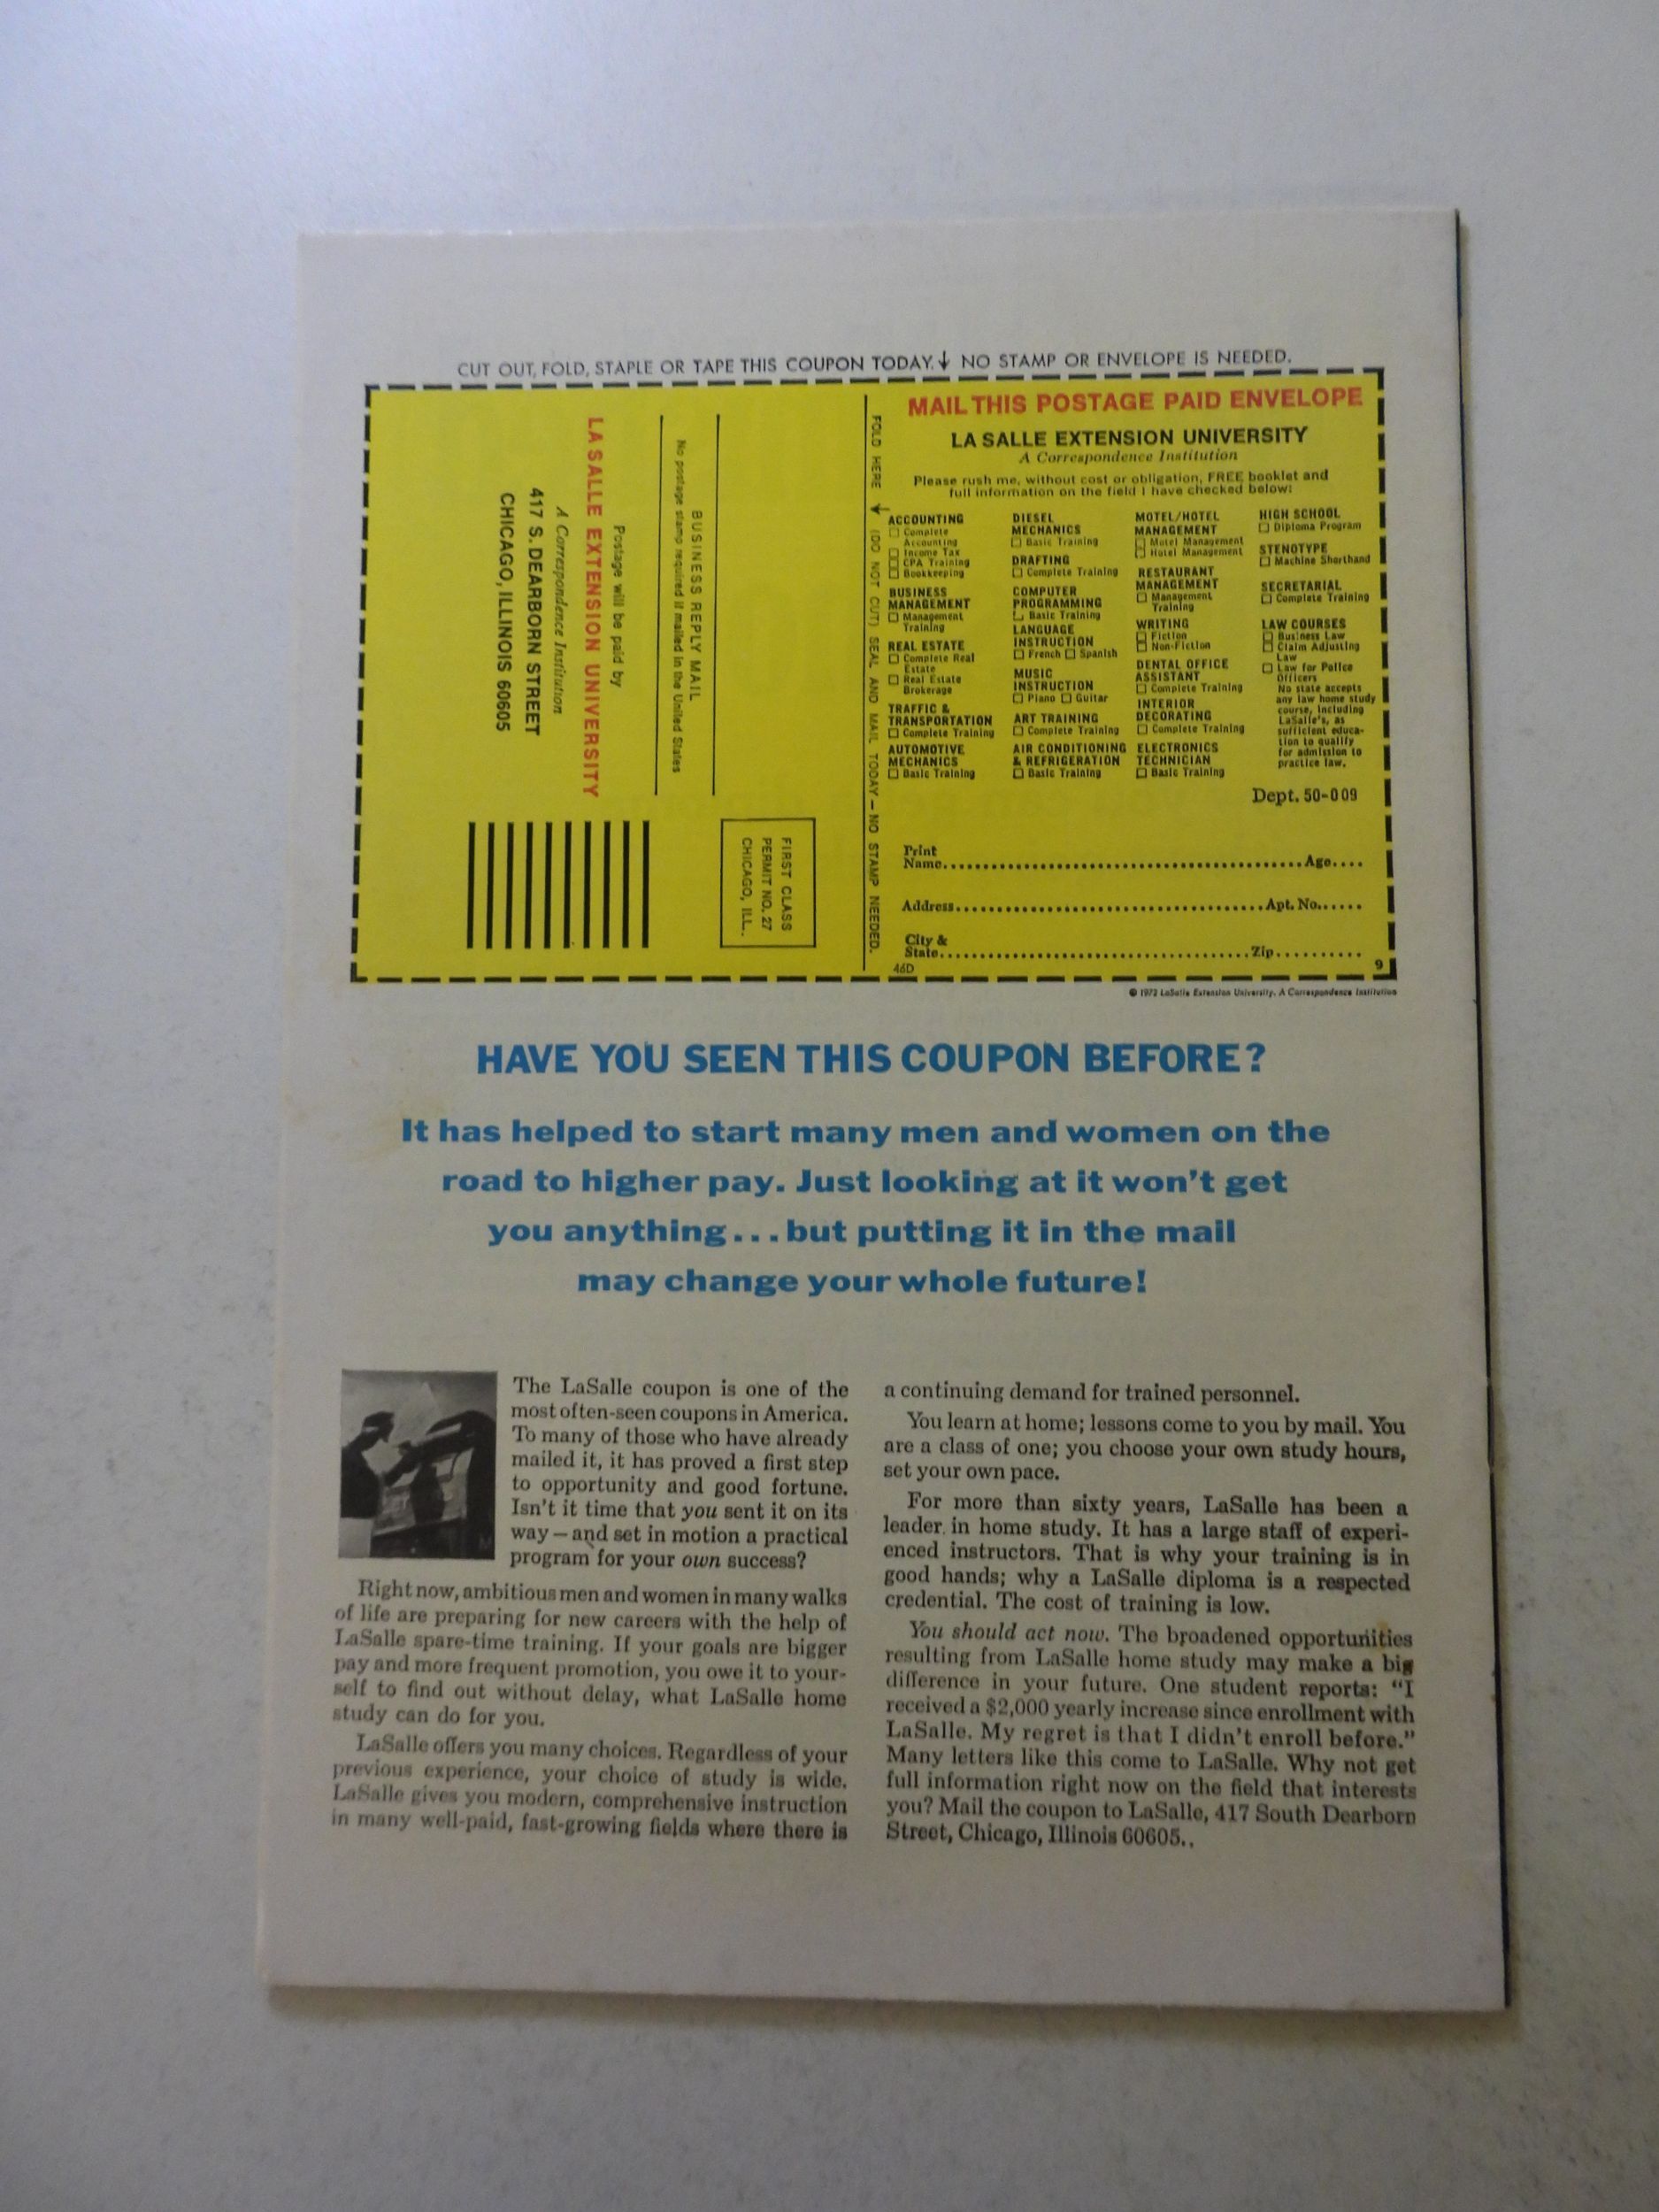 CUT OUT, FOLD, STAPLE OR TAPE THIS COUPON TODAY.↓ NO STAMP OR ENVELOPE IS NEEDED.
LA SALLE EXTENSION UNIVERSITY
A Correspondence Institution
417 S. DEARBORN STREET
CHICAGO, ILLINOIS 60605
Postage will be paid by
No postage stamp required if mailed in the United States
BUSINESS REPLY MAIL
FIRST CLASS
PERMIT NO. 27
CHICAGO, ILL.
FOLD HERE (DO NOT CUT) SEAL AND MAIL TODAY — NO STAMP NEEDED.
MAIL THIS POSTAGE PAID ENVELOPE
LA SALLE EXTENSION UNIVERSITY
A Correspondence Institution
Please rush me, without cost or obligation, FREE booklet and
full information on the field I have checked below:
ACCOUNTING
☐ Complete
Accounting
☐ Income Tax
☐ CPA Training
☐ Bookkeeping
BUSINESS
MANAGEMENT
☐ Management
Training
REAL ESTATE
☐ Complete Real
Estate
☐ Real Estate
Brokerage
TRAFFIC &
TRANSPORTATION
☐ Complete Training
AUTOMOTIVE
MECHANICS
☐ Basic Training
DIESEL
MECHANICS
☐ Basic Training
DRAFTING
☐ Complete Training
COMPUTER
PROGRAMMING
☐ Basic Training
LANGUAGE
INSTRUCTION
☐ French ☐ Spanish
MUSIC
INSTRUCTION
☐ Piano ☐ Guitar
ART TRAINING
☐ Complete Training
AIR CONDITIONING
& REFRIGERATION
☐ Basic Training
MOTEL/HOTEL
MANAGEMENT
☐ Motel Management
☐ Hotel Management
RESTAURANT
MANAGEMENT
☐ Management
Training
WRITING
☐ Fiction
☐ Non-Fiction
DENTAL OFFICE
ASSISTANT
☐ Complete Training
INTERIOR
DECORATING
☐ Complete Training
ELECTRONICS
TECHNICIAN
☐ Basic Training
HIGH SCHOOL
☐ Diploma Program
STENOTYPE
☐ Machine Shorthand
SECRETARIAL
☐ Complete Training
LAW COURSES
☐ Business Law
☐ Claim Adjusting
Law
☐ Law for Police
Officers
No state accepts
any law home study
course, including
LaSalle's, as
sufficient educa-
tion to qualify
for admission to
practice law.
Dept. 50-009
Print
Name.......... Age....
Address.......... Apt. No......
City &
State.......... Zip..........
46D 9
© 1972 LaSalle Extension University. A Correspondence Institution
HAVE YOU SEEN THIS COUPON BEFORE?
It has helped to start many men and women on the
road to higher pay. Just looking at it won't get
you anything...but putting it in the mail
may change your whole future!
The LaSalle coupon is one of the
most often-seen coupons in America.
To many of those who have already
mailed it, it has proved a first step
to opportunity and good fortune.
Isn't it time that you sent it on its
way — and set in motion a practical
program for your own success?
Right now, ambitious men and women in many walks
of life are preparing for new careers with the help of
LaSalle spare-time training. If your goals are bigger
pay and more frequent promotion, you owe it to your-
self to find out without delay, what LaSalle home
study can do for you.
LaSalle offers you many choices. Regardless of your
previous experience, your choice of study is wide.
LaSalle gives you modern, comprehensive instruction
in many well-paid, fast-growing fields where there is
a continuing demand for trained personnel.
You learn at home; lessons come to you by mail. You
are a class of one; you choose your own study hours,
set your own pace.
For more than sixty years, LaSalle has been a
leader in home study. It has a large staff of experi-
enced instructors. That is why your training is in
good hands; why a LaSalle diploma is a respected
credential. The cost of training is low.
You should act now. The broadened opportunities
resulting from LaSalle home study may make a big
difference in your future. One student reports: "I
received a $2,000 yearly increase since enrollment with
LaSalle. My regret is that I didn't enroll before."
Many letters like this come to LaSalle. Why not get
full information right now on the field that interests
you? Mail the coupon to LaSalle, 417 South Dearborn
Street, Chicago, Illinois 60605..